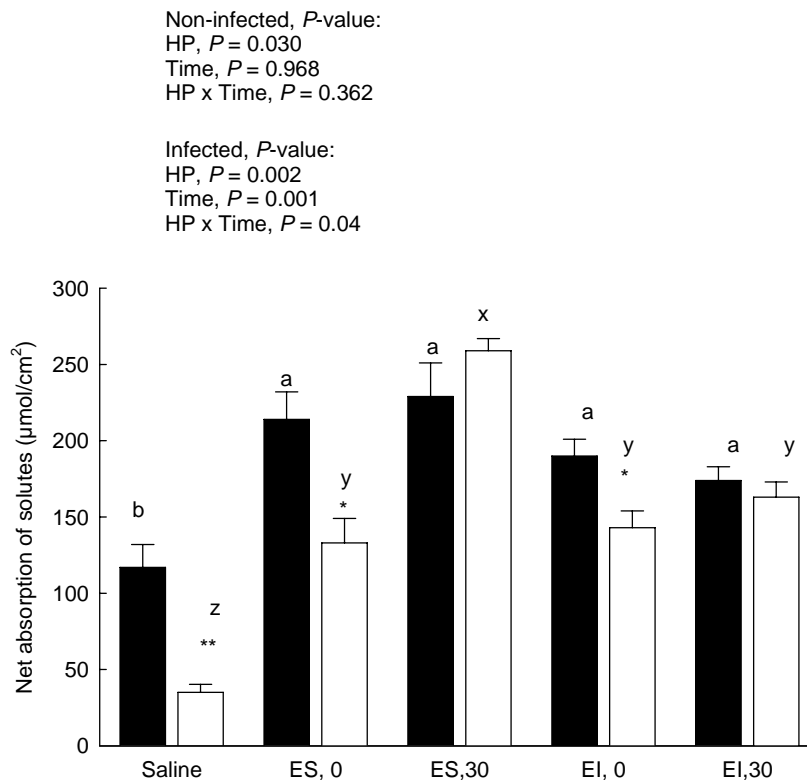 Non-infected, P-value:
HP, P = 0.030
Time, P = 0.968
HP x Time, P = 0.362
Infected, P-value:
HP, P = 0.002
Time, P = 0.001
HP x Time, P = 0.04
Net absorption of solutes (µmol/cm²)
300
250
200
150
100
50
0
b
z
**
a
y
*
a
x
a
y
*
a
y
Saline
ES, 0
ES,30
EI, 0
EI,30